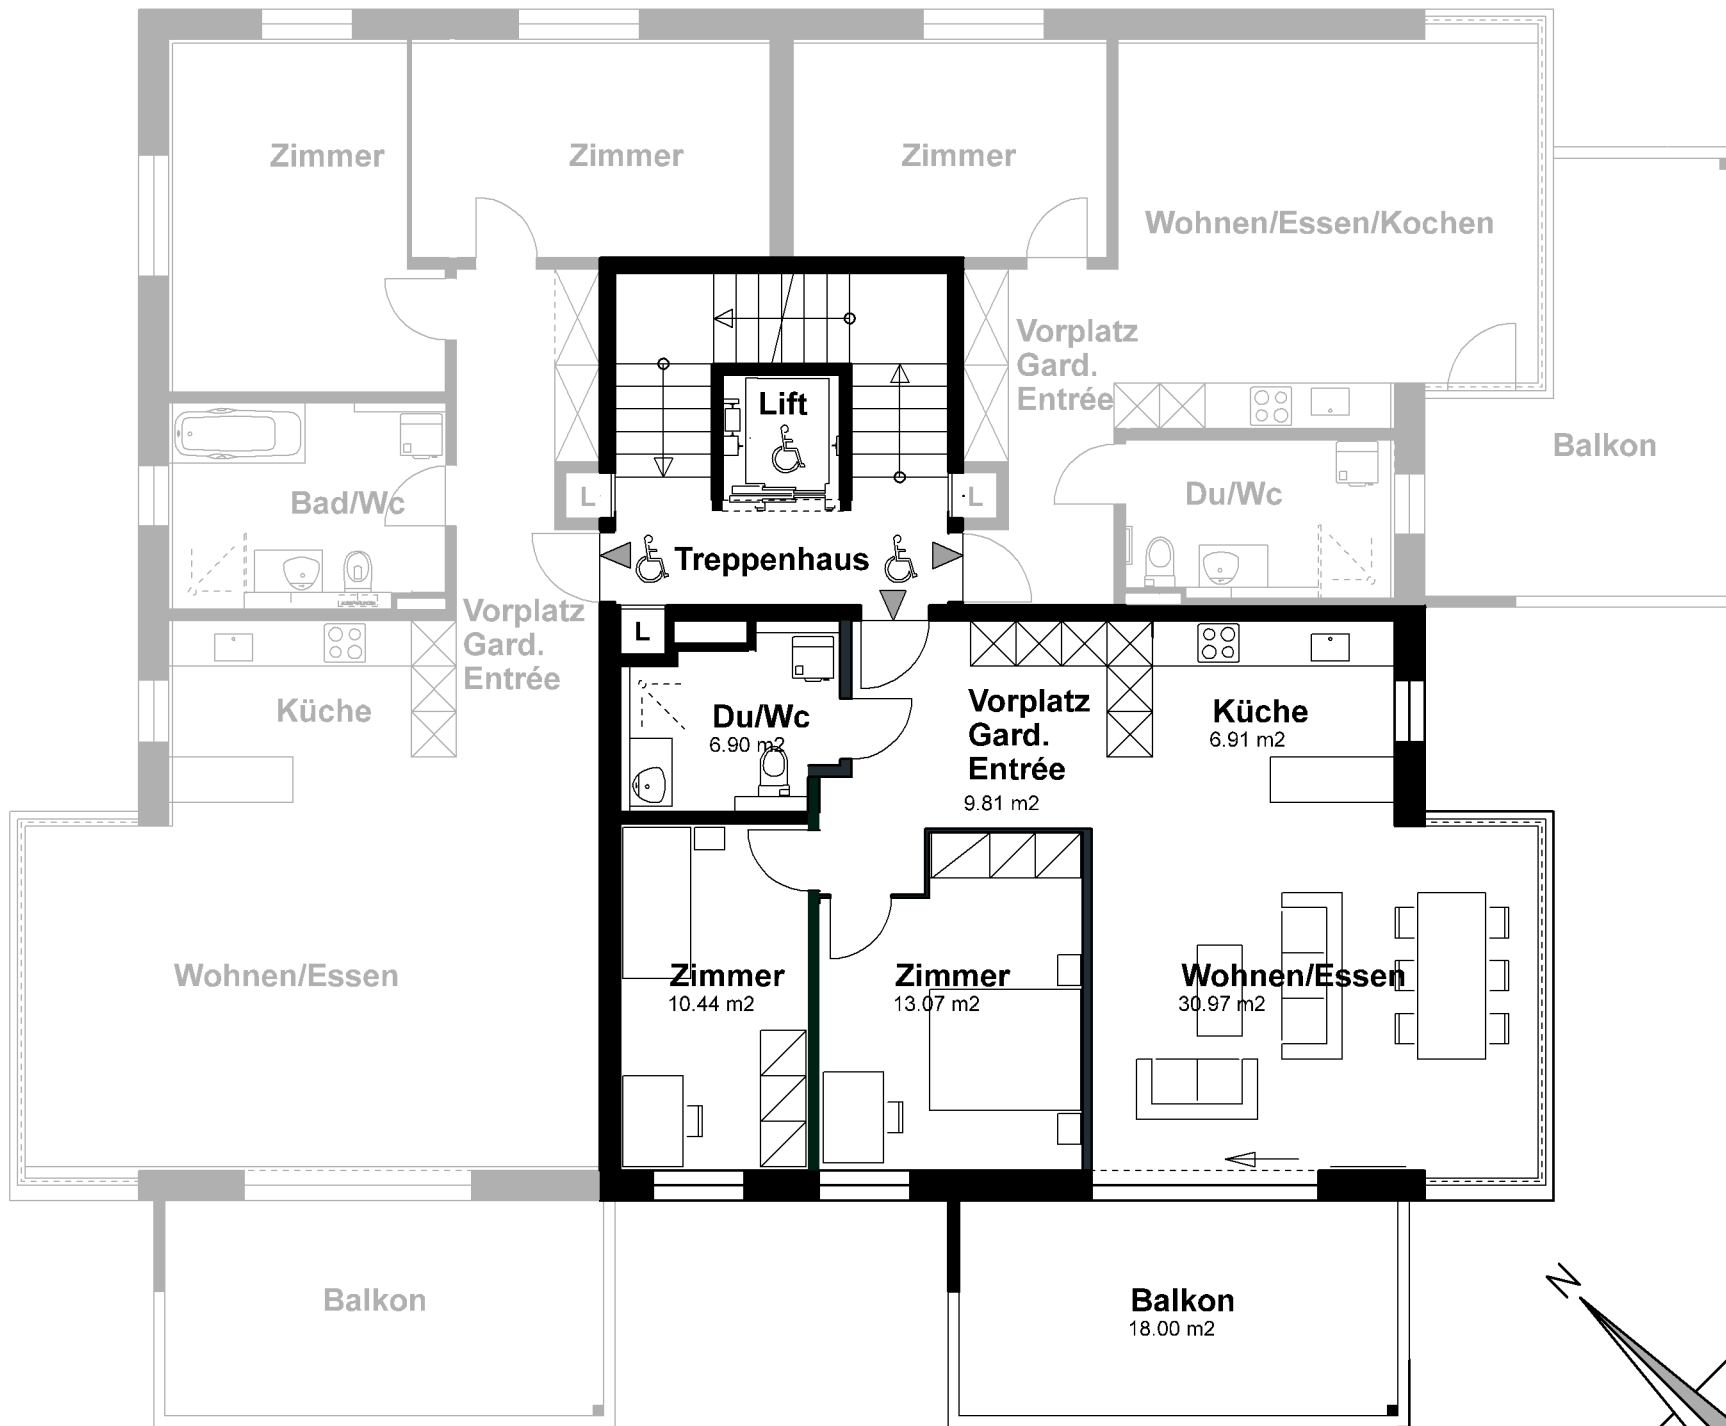 Zimmer
Zimmer
Zimmer
Wohnen/Essen/Kochen
Vorplatz
Gard.
Entrée
Lift
Balkon
Bad/Wc
L
L
Du/Wc
Treppenhaus
Vorplatz
Gard.
Entrée
L
Küche
Du/Wc
6.90 m2
Vorplatz
Gard.
Entrée
9.81 m2
Küche
6.91 m2
Wohnen/Essen
Zimmer
10.44 m2
Zimmer
13.07 m2
Wohnen/Essen
30.97 m2
Balkon
Balkon
18.00 m2
N